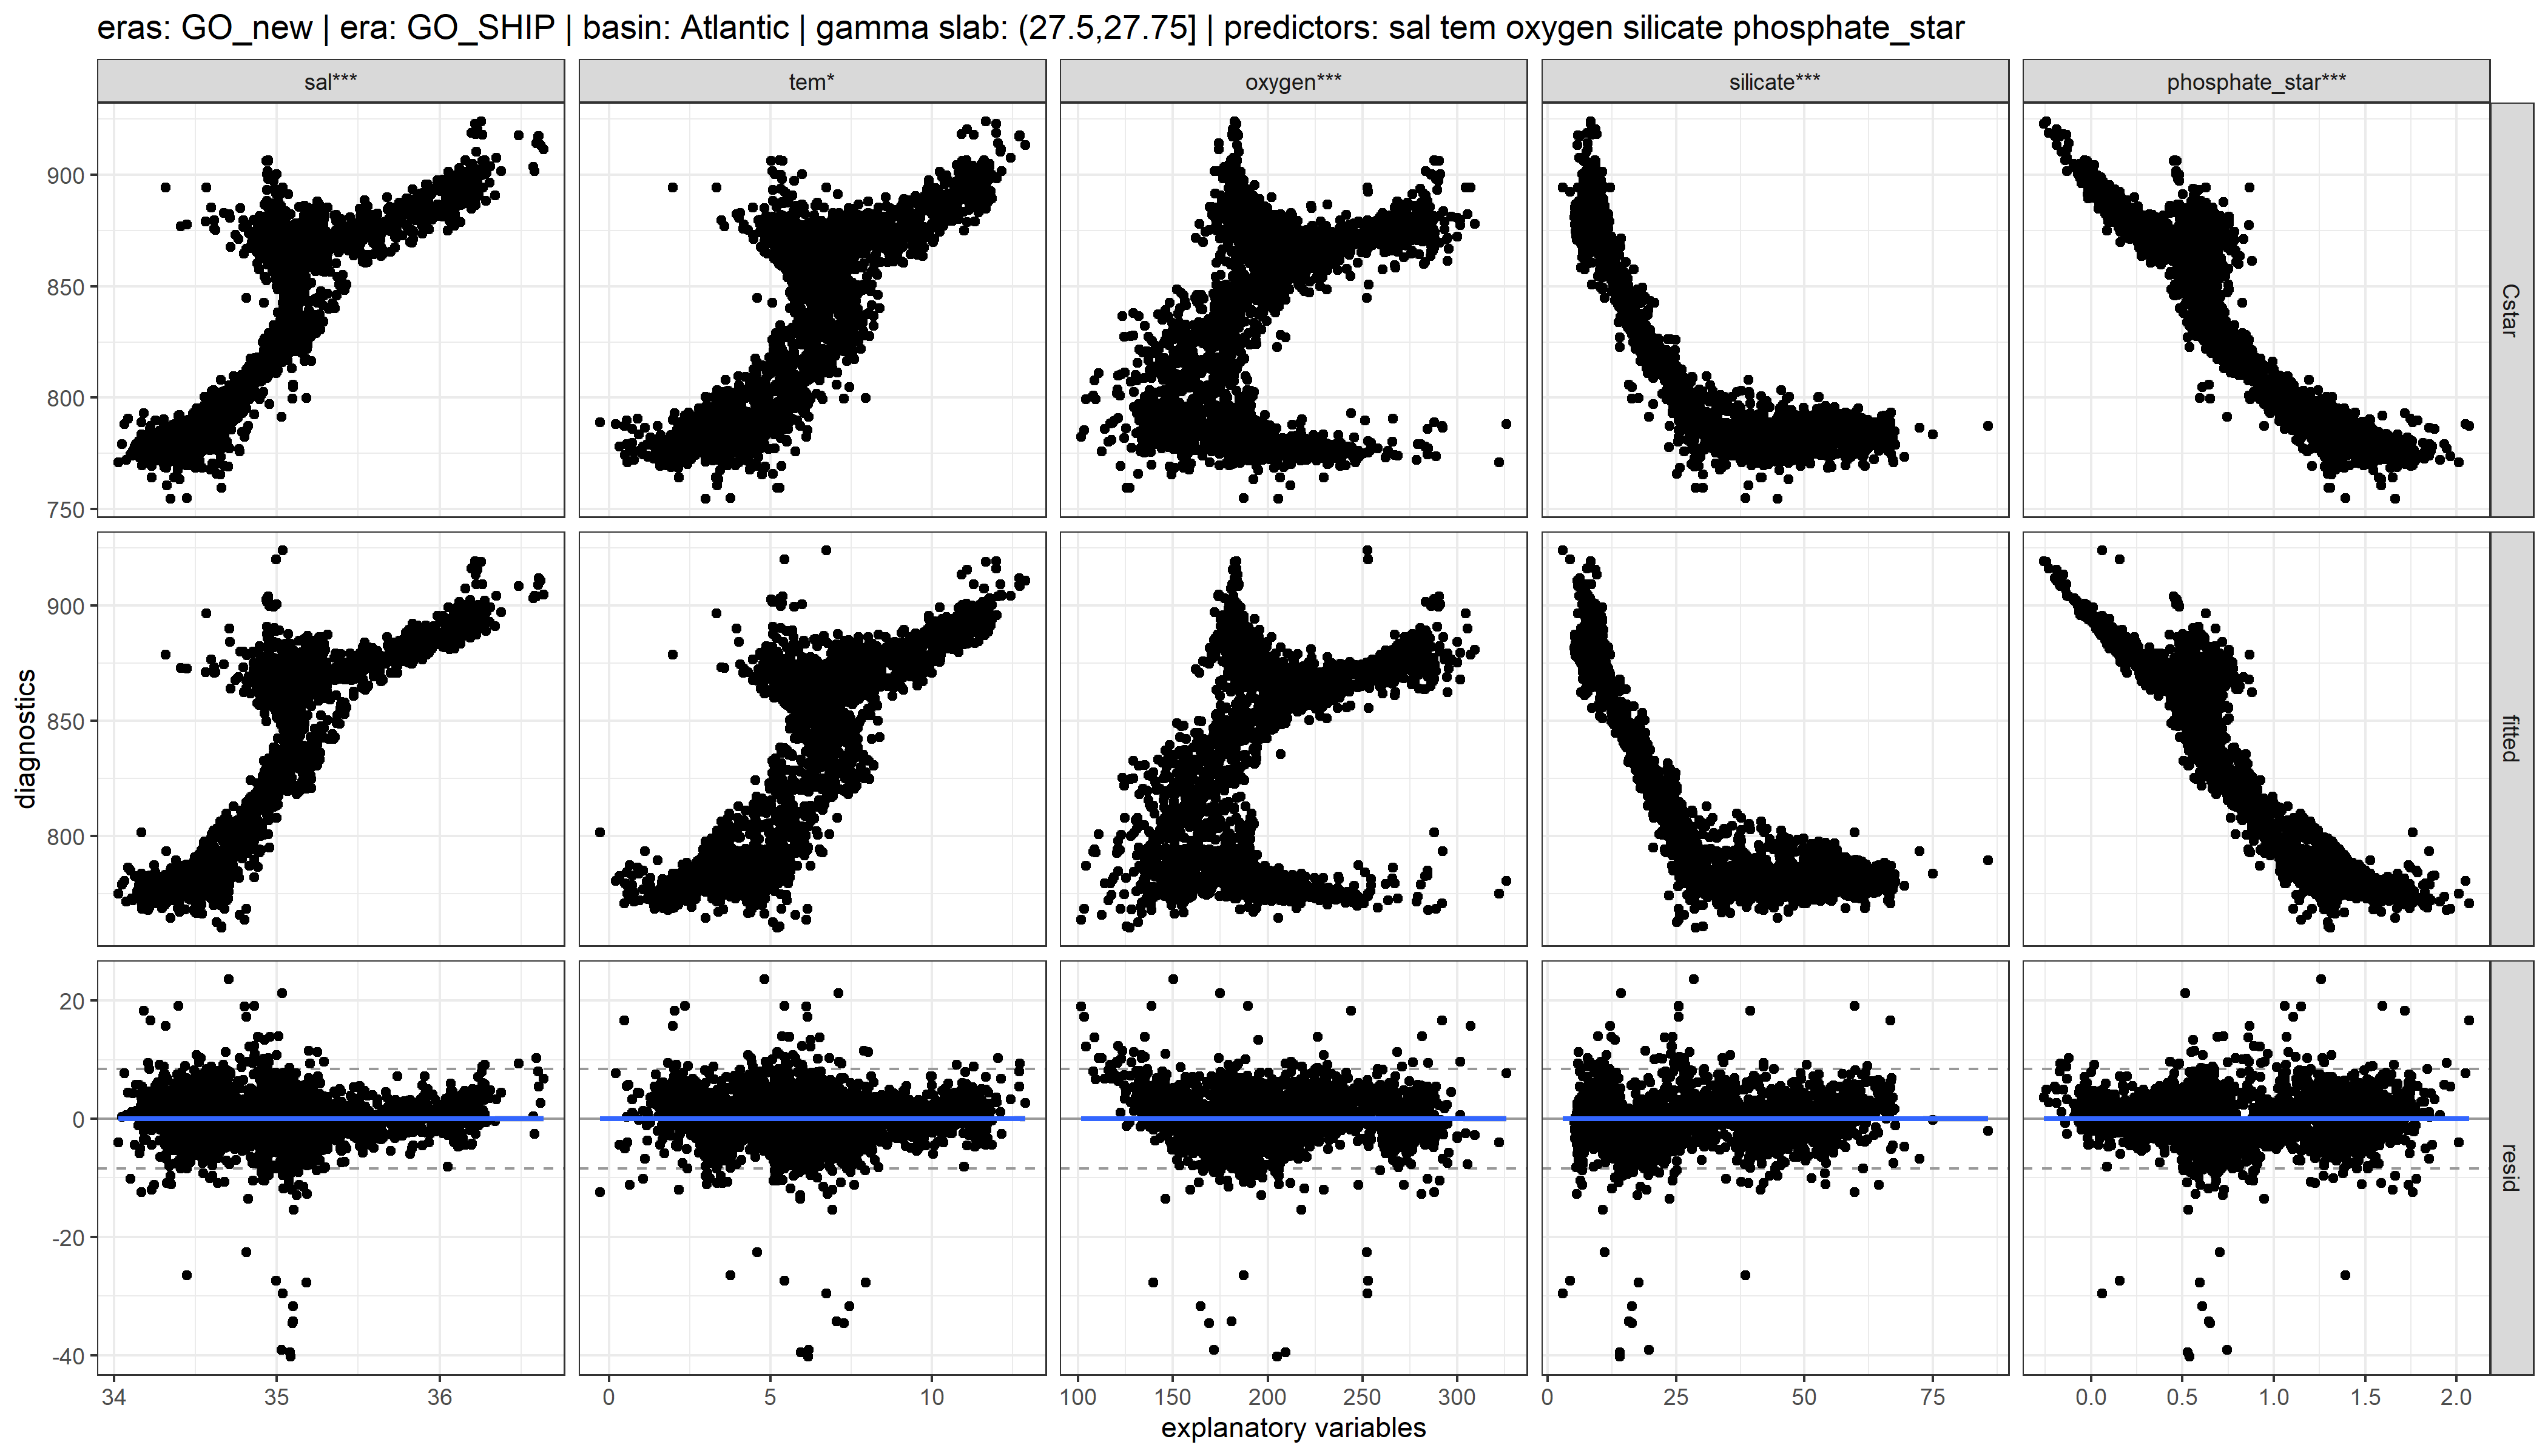 eras: GO_new | era: GO_SHIP | basin: Atlantic | gamma slab: (27.5,27.75] | predictors: sal tem oxygen silicate phosphate_star
sal*** tem* oxygen*** silicate*** phosphate_star***
900
850
800
750
Cstar
900
850
800
fitted
diagnostics
20
0
-20
-40
resid
34 35 36 0 5 10 100 150 200 250 300 0 25 50 75 0.0 0.5 1.0 1.5 2.0
explanatory variables